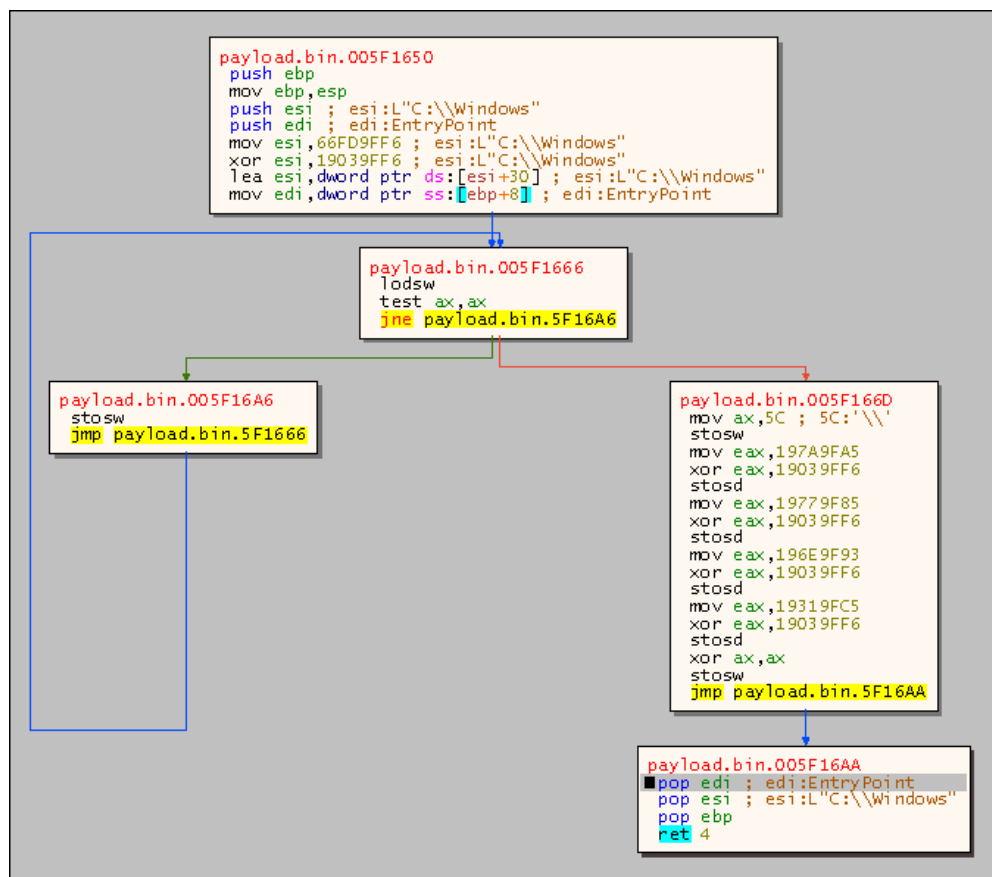 payload.bin.005F1650
push ebp
mov ebp,esp
push esi ; esi:L"C:\\Windows"
push edi ; edi:EntryPoint
mov esi,66FD9FF6 ; esi:L"C:\\Windows"
xor esi,19039FF6 ; esi:L"C:\\Windows"
lea esi,dword ptr ds:[esi+30] ; esi:L"C:\\Windows"
mov edi,dword ptr ss:[ebp+8] ; edi:EntryPoint
payload.bin.005F1666
lodsw
test ax,ax
jne payload.bin.5F16A6
payload.bin.005F16A6
stosw
jmp payload.bin.5F1666
payload.bin.005F166D
mov ax,5C ; 5C:'\\'
stosw
mov eax,197A9FA5
xor eax,19039FF6
stosd
mov eax,19779F85
xor eax,19039FF6
stosd
mov eax,196E9F93
xor eax,19039FF6
stosd
mov eax,19319FC5
xor eax,19039FF6
stosd
xor ax,ax
stosw
jmp payload.bin.5F16AA
payload.bin.005F16AA
pop edi ; edi:EntryPoint
pop esi ; esi:L"C:\\Windows"
pop ebp
ret 4